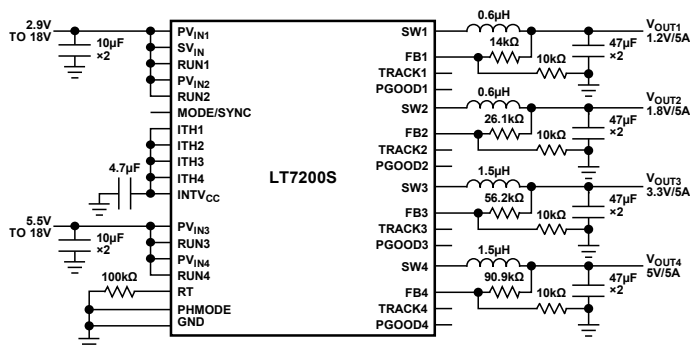 2.9V
TO 18V
10µF
×2
PVIN1
SVIN
RUN1
PVIN2
RUN2
MODE/SYNC
ITH1
ITH2
ITH3
ITH4
INTVCC
4.7µF
5.5V
TO 18V
10µF
×2
PVIN3
RUN3
PVIN4
RUN4
100kΩ
RT
PHMODE
GND
LT7200S
SW1
FB1
TRACK1
PGOOD1
0.6µH
14kΩ
10kΩ
47µF
×2
VOUT1
1.2V/5A
SW2
FB2
TRACK2
PGOOD2
0.6µH
26.1kΩ
10kΩ
47µF
×2
VOUT2
1.8V/5A
SW3
FB3
TRACK3
PGOOD3
1.5µH
56.2kΩ
10kΩ
47µF
×2
VOUT3
3.3V/5A
SW4
FB4
TRACK4
PGOOD4
1.5µH
90.9kΩ
10kΩ
47µF
×2
VOUT4
5V/5A